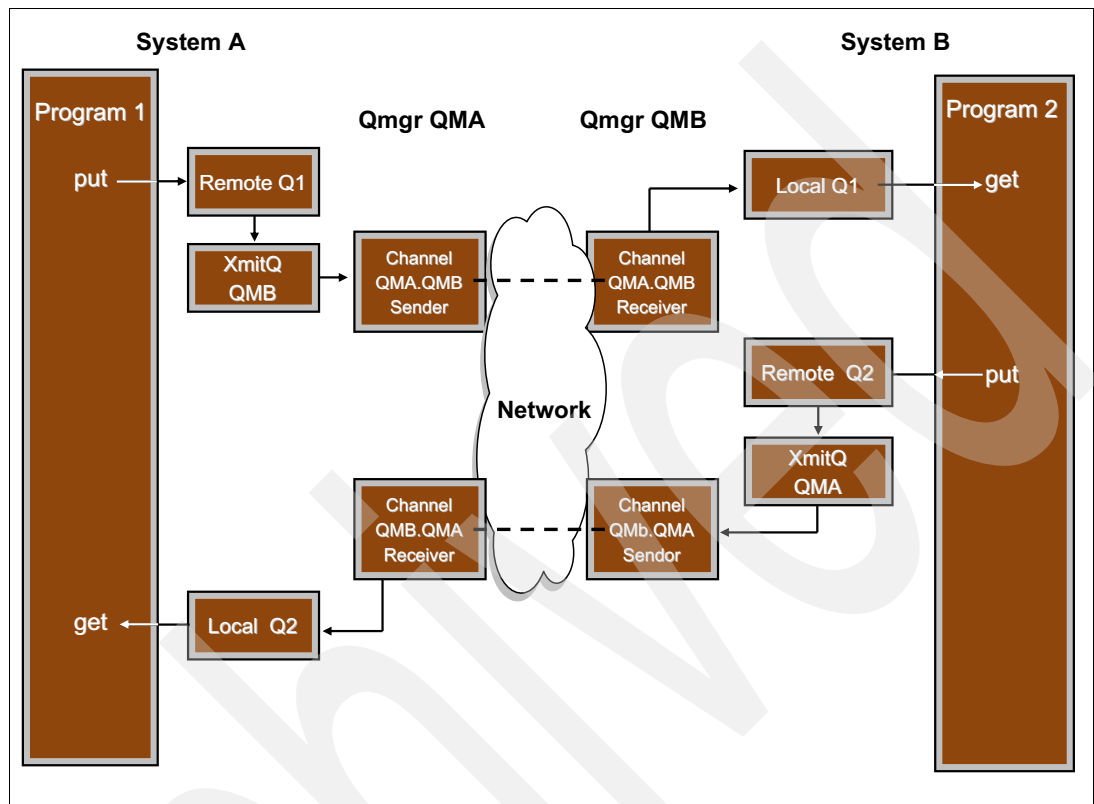 System A
System B
Program 1
Qmgr QMA
Qmgr QMB
Program 2
put
Remote Q1
Local Q1
get
XmitQ
QMB
Channel
QMA.QMB
Sender
Channel
QMA.QMB
Receiver
Remote Q2
put
Network
XmitQ
QMA
Channel
QMB.QMA
Receiver
Channel
QMb.QMA
Sendor
get
Local Q2